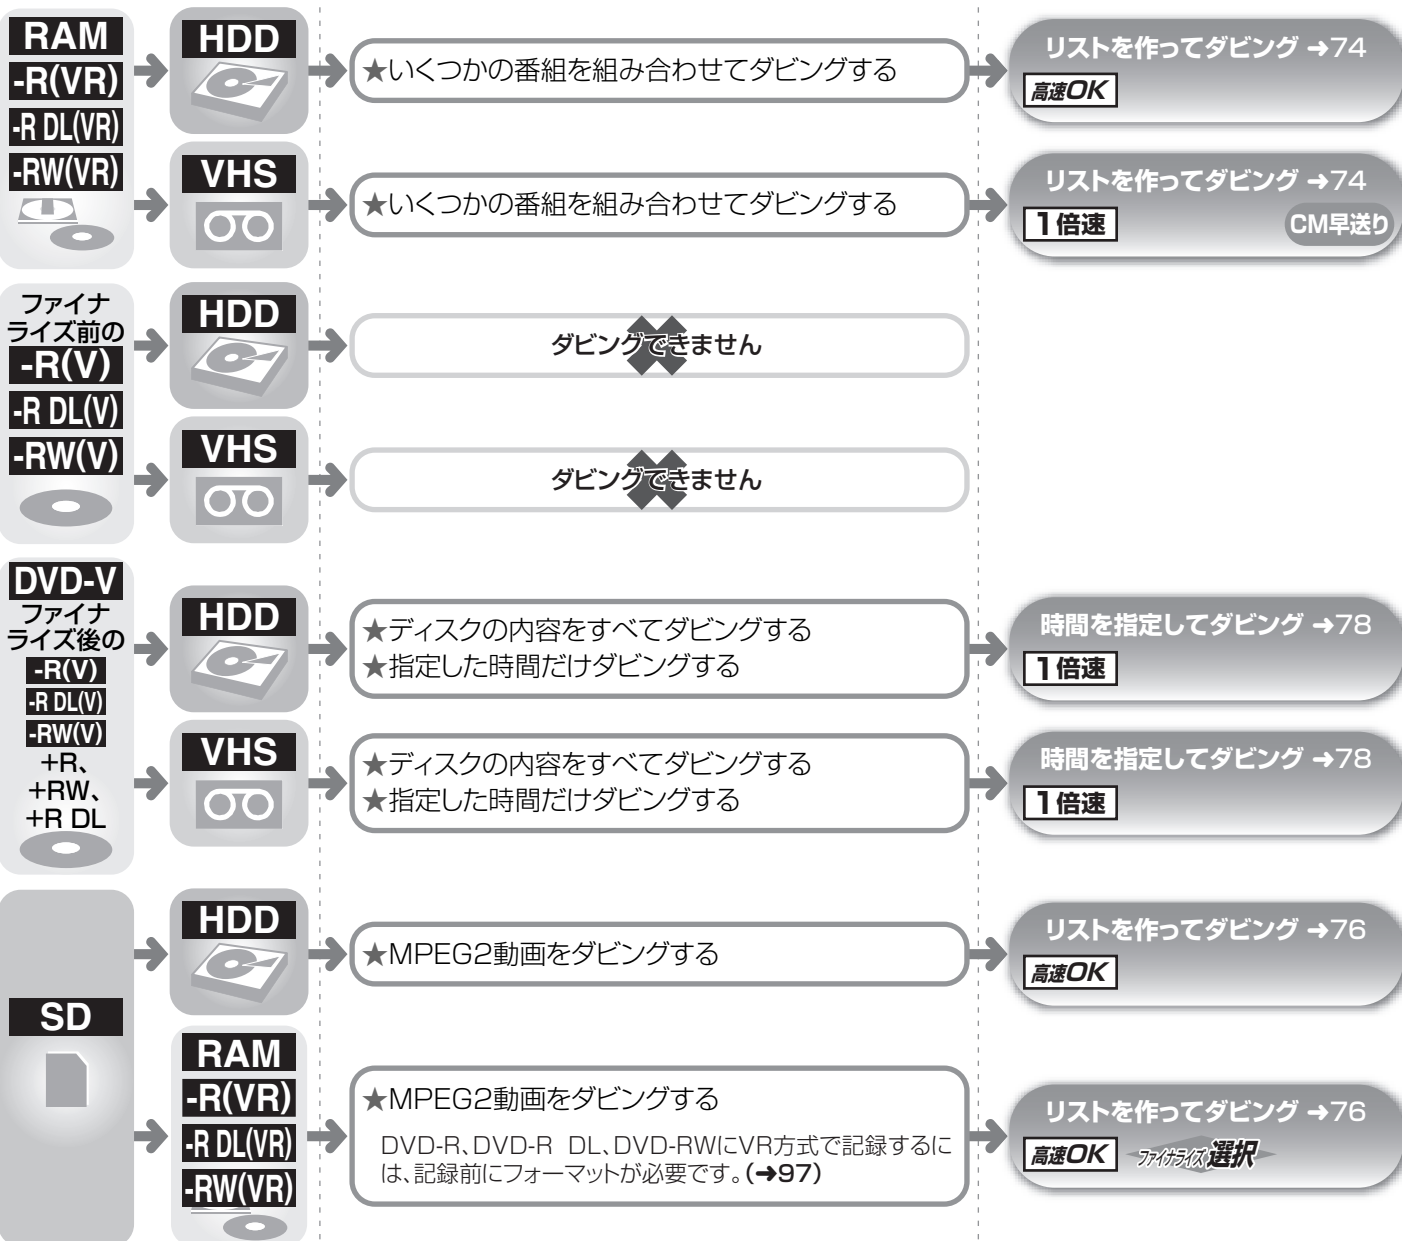 RAM
-R(VR)
-R DL(VR)
-RW(VR)
HDD
★いくつかの番組を組み合わせてダビングする
リストを作ってダビング ➜74
高速OK
VHS
★いくつかの番組を組み合わせてダビングする
リストを作ってダビング ➜74
1倍速
CM早送り
ファイナ
ライズ前の
-R(V)
-R DL(V)
-RW(V)
HDD
ダビングできません
VHS
ダビングできません
DVD-V
ファイナ
ライズ後の
-R(V)
-R DL(V)
-RW(V)
+R、
+RW、
+R DL
HDD
★ディスクの内容をすべてダビングする
★指定した時間だけダビングする
時間を指定してダビング ➜78
1倍速
VHS
★ディスクの内容をすべてダビングする
★指定した時間だけダビングする
時間を指定してダビング ➜78
1倍速
SD
HDD
★MPEG2動画をダビングする
リストを作ってダビング ➜76
高速OK
RAM
-R(VR)
-R DL(VR)
-RW(VR)
★MPEG2動画をダビングする
DVD-R、DVD-R DL、DVD-RWにVR方式で記録するに
は、記録前にフォーマットが必要です。(➜97)
リストを作ってダビング ➜76
高速OK
ファイナライズ選択